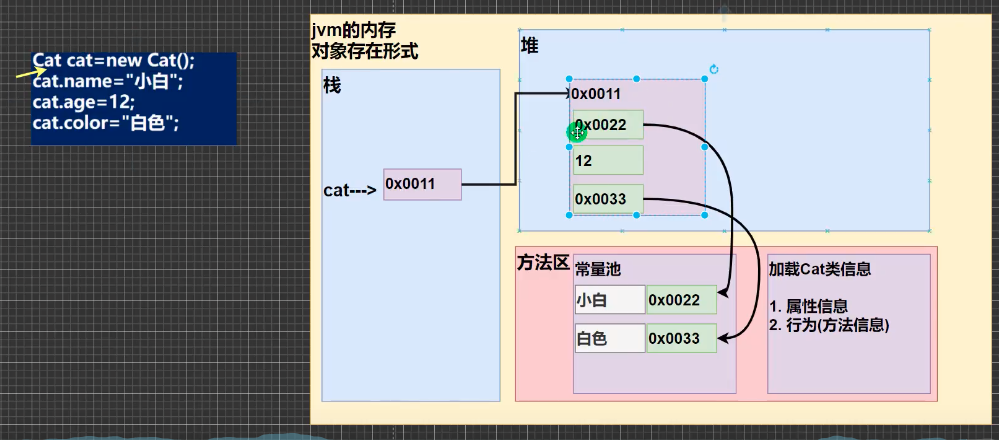 Cat cat=new Cat();
cat.name="小白";
cat.age=12;
cat.color="白色";
jvm的内存
对象存在形式
栈
cat--->
0x0011
堆
0x0011
0x0022
12
0x0033
方法区
常量池
小白
0x0022
白色
0x0033
加载Cat类信息
1. 属性信息
2. 行为(方法信息)